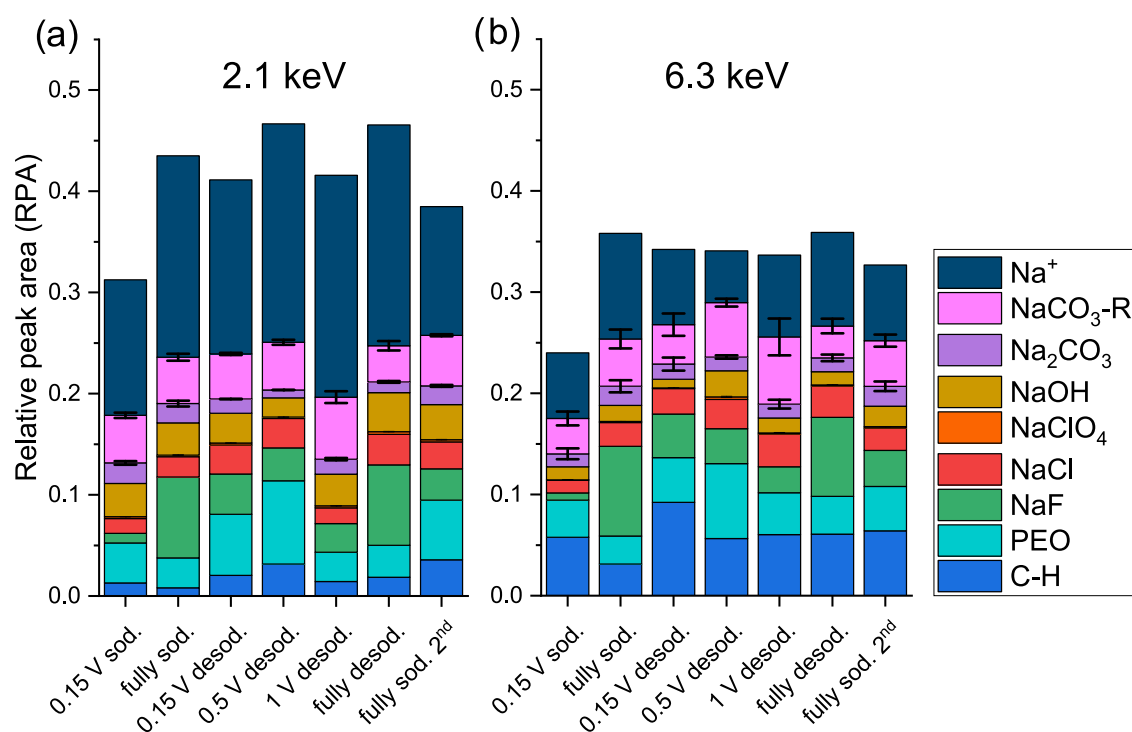 (a)
2.1 keV
(b)
6.3 keV
Relative peak area (RPA)
0.5
0.4
0.3
0.2
0.1
0.0
0.15 V sod.
fully sod.
0.15 V desod.
0.5 V desod.
1 V desod.
fully desod.
fully sod. 2nd
0.5
0.4
0.3
0.2
0.1
0.0
0.15 V sod.
fully sod.
0.15 V desod.
0.5 V desod.
1 V desod.
fully desod.
fully sod. 2nd
Na⁺
NaCO₃-R
Na₂CO₃
NaOH
NaClO₄
NaCl
NaF
PEO
C-H